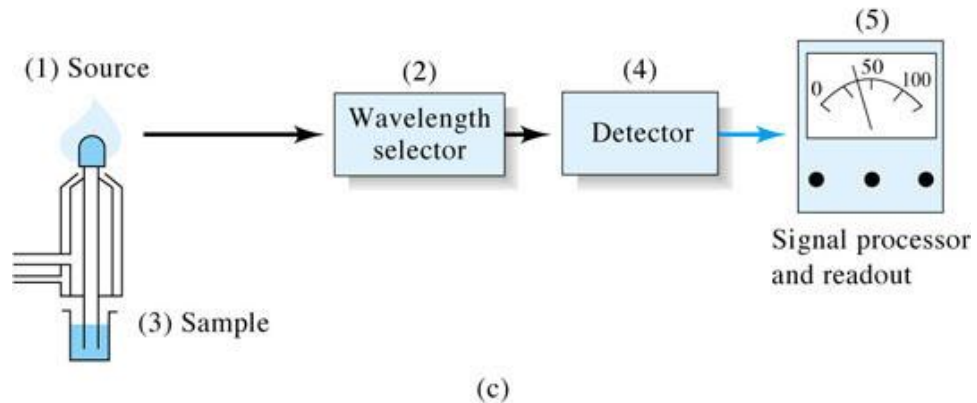 (5)
(1) Source
(2)
(4)
0 50 100
Wavelength
selector
Detector
Signal processor
and readout
(3) Sample
(c)